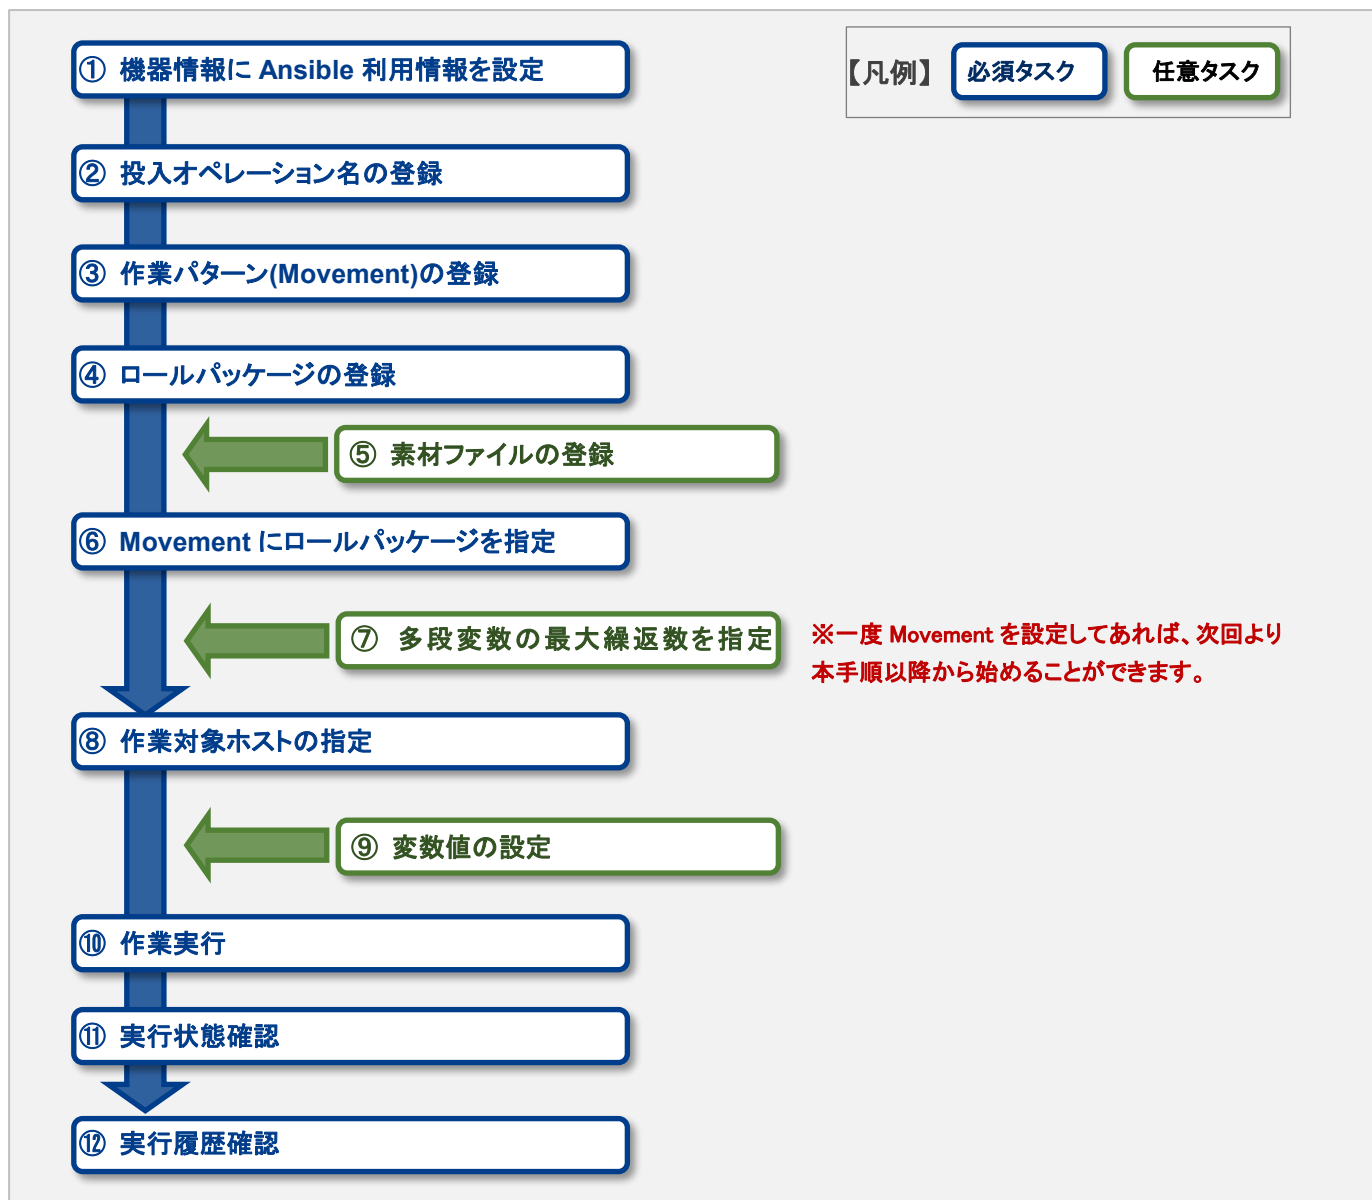 ① 機器情報に Ansible 利用情報を設定
【凡例】 必須タスク 任意タスク
② 投入オペレーション名の登録
③ 作業パターン(Movement)の登録
④ ロールパッケージの登録
⑤ 素材ファイルの登録
⑥ Movement にロールパッケージを指定
⑦ 多段変数の最大繰返数を指定
※一度 Movement を設定してあれば、次回より
本手順以降から始めることができます。
⑧ 作業対象ホストの指定
⑨ 変数値の設定
⑩ 作業実行
⑪ 実行状態確認
⑫ 実行履歴確認